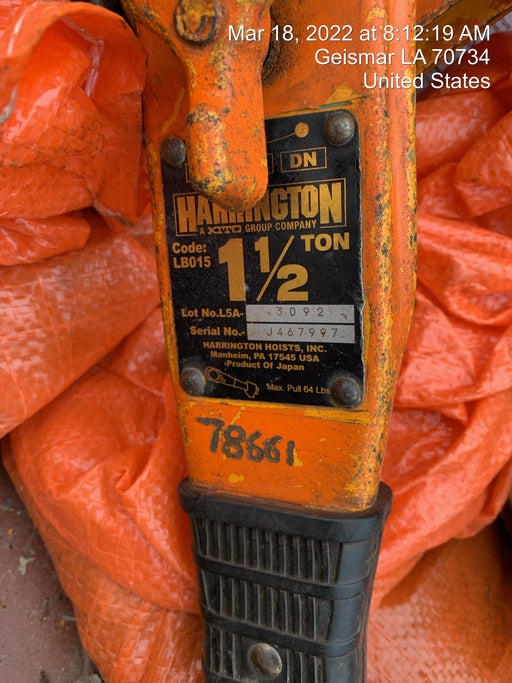 Mar 18, 2022 at 8:12:19 AM
Geismar LA 70734
United States
DN
HARRINGTON
A KITO GROUP COMPANY
Code:
LB015
1 1/2 TON
Lot No.L5A- 3092
Serial No.- J467997
HARRINGTON HOISTS, INC.
Manheim, PA 17545 USA
Product Of Japan
Max. Pull 64 Lbs
78661